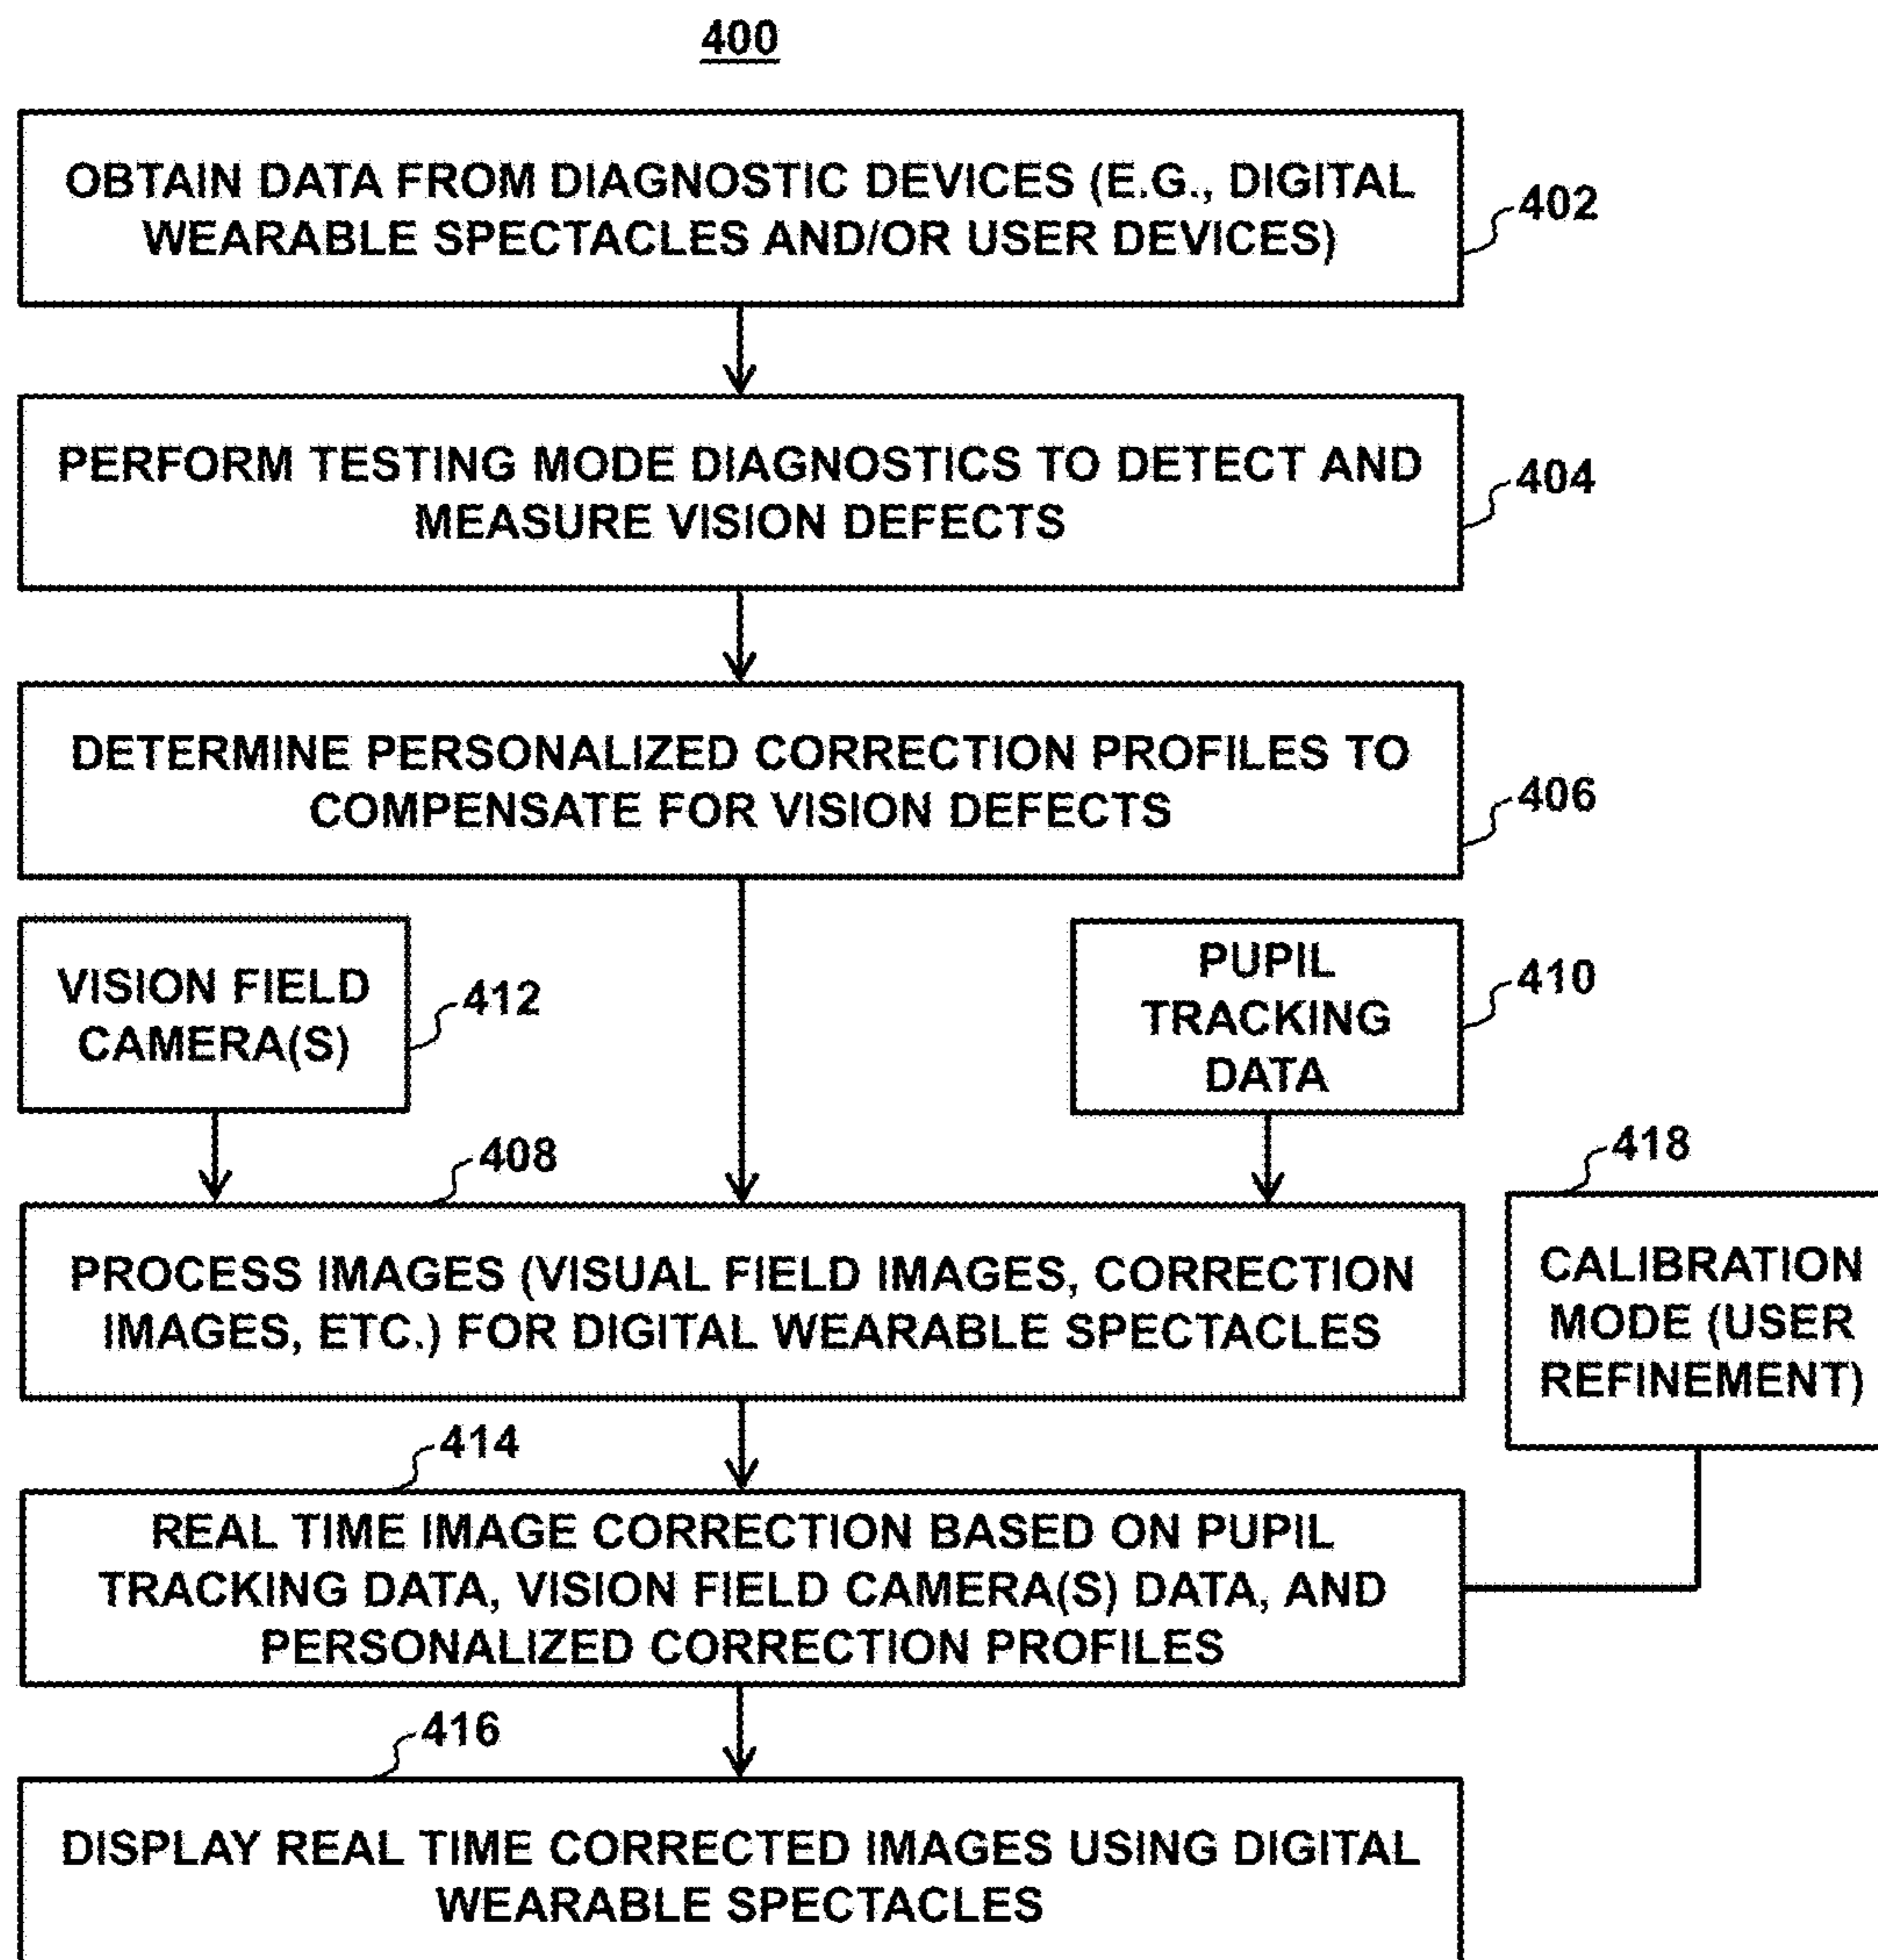 400
OBTAIN DATA FROM DIAGNOSTIC DEVICES (E.G., DIGITAL
WEARABLE SPECTACLES AND/OR USER DEVICES)
402
PERFORM TESTING MODE DIAGNOSTICS TO DETECT AND
MEASURE VISION DEFECTS
404
DETERMINE PERSONALIZED CORRECTION PROFILES TO
COMPENSATE FOR VISION DEFECTS
406
VISION FIELD
CAMERA(S)
412
PUPIL
TRACKING
DATA
410
408
PROCESS IMAGES (VISUAL FIELD IMAGES, CORRECTION
IMAGES, ETC.) FOR DIGITAL WEARABLE SPECTACLES
418
CALIBRATION
MODE (USER
REFINEMENT)
414
REAL TIME IMAGE CORRECTION BASED ON PUPIL
TRACKING DATA, VISION FIELD CAMERA(S) DATA, AND
PERSONALIZED CORRECTION PROFILES
416
DISPLAY REAL TIME CORRECTED IMAGES USING DIGITAL
WEARABLE SPECTACLES